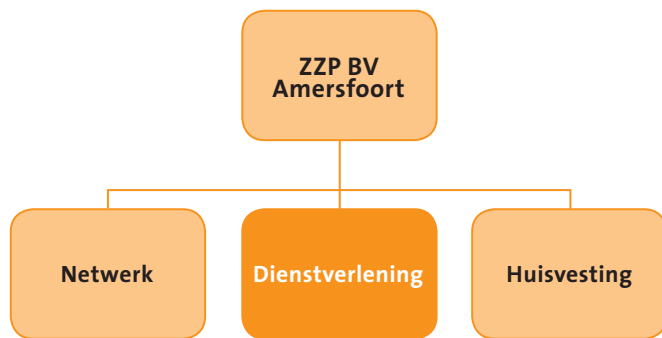 ZZP BV
Amersfoort
Netwerk
Dienstverlening
Huisvesting